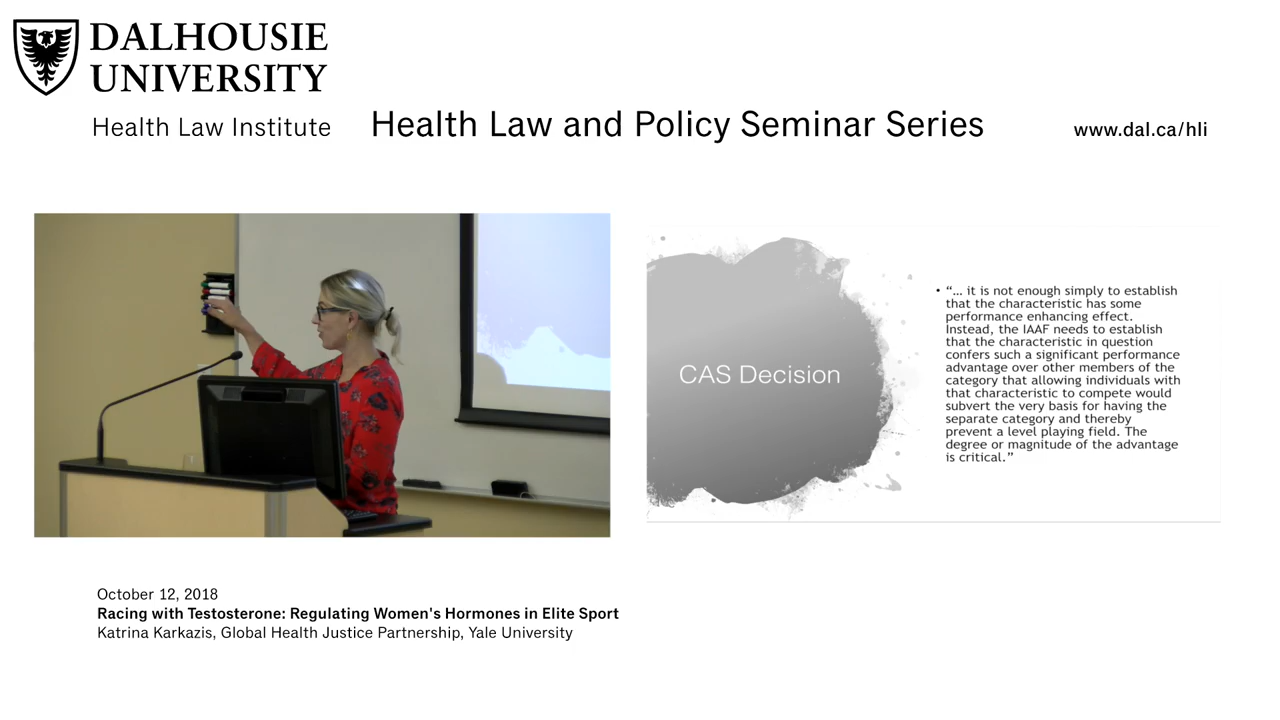 DALHOUSIE
UNIVERSITY
Health Law Institute
Health Law and Policy Seminar Series
www.dal.ca/hli
CAS Decision
• “... it is not enough simply to establish
that the characteristic has some
performance enhancing effect.
Instead, the IAAF needs to establish
that the characteristic in question
confers such a significant performance
advantage over other members of the
category that allowing individuals with
that characteristic to compete would
subvert the very basis for having the
separate category and thereby
prevent a level playing field. The
degree or magnitude of the advantage
is critical.”
October 12, 2018
Racing with Testosterone: Regulating Women's Hormones in Elite Sport
Katrina Karkazis, Global Health Justice Partnership, Yale University